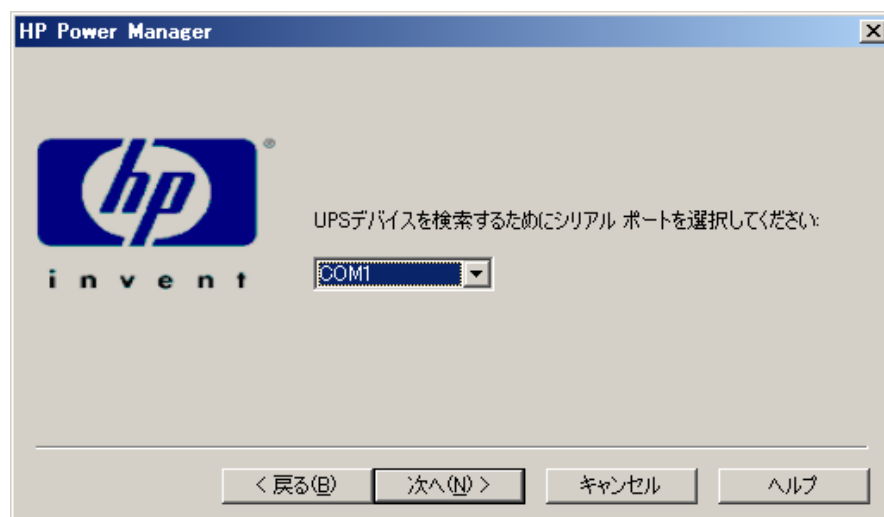 HP Power Manager
hp
®
invent
UPSデバイスを検索するためにシリアル ポートを選択してください:
COM1
< 戻る(B)
次へ(N) >
キャンセル
ヘルプ